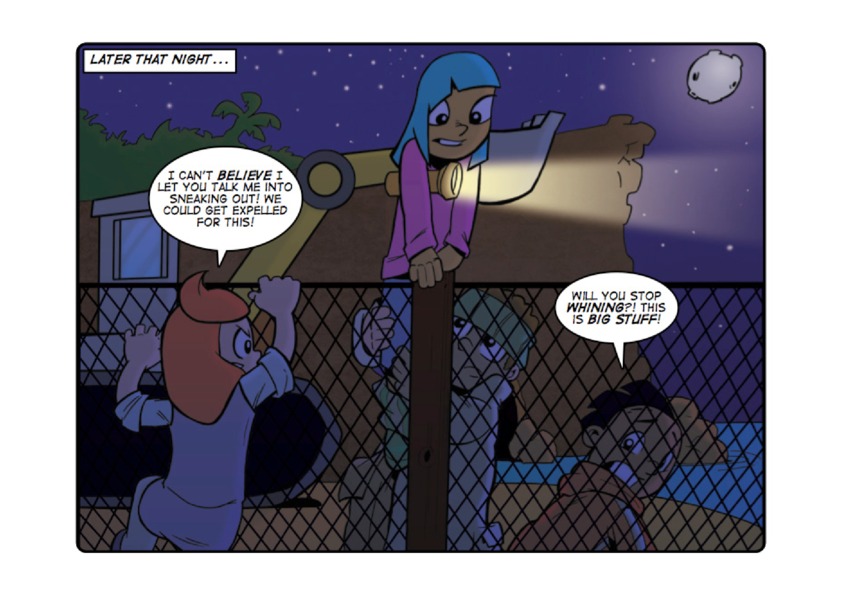 LATER THAT NIGHT...
I CAN'T BELIEVE I
LET YOU TALK ME INTO
SNEAKING OUT! WE
COULD GET EXPELLED
FOR THIS!
WILL YOU STOP
WHINING?! THIS
IS BIG STUFF!